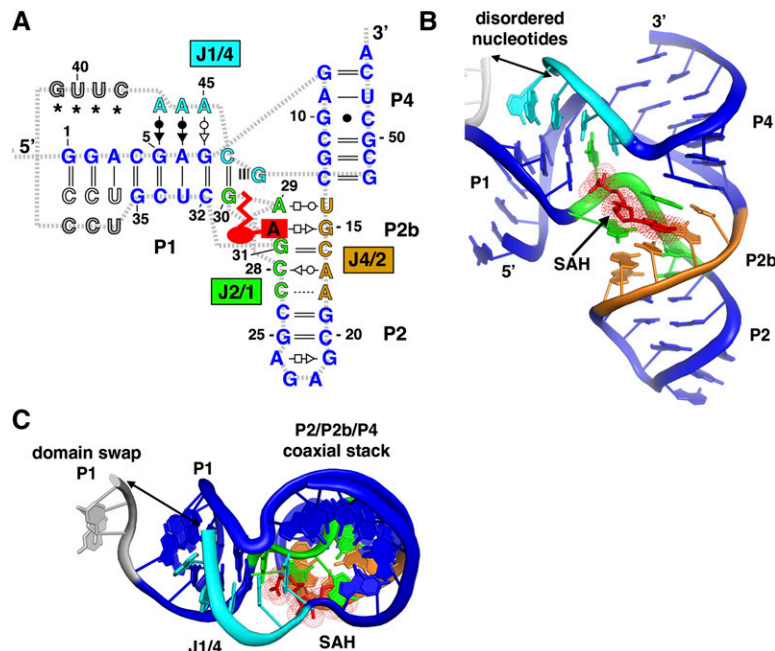 A
J1/4
45
3'
40
G U U C
* * * *
A A A
A
G C
P4
A U
5'
1
5
10
G C
50
G G A C G A G C
C G
G
G C
C C U
G C U C G
A U
C C U
35
32
30
29
A G 15
P2b
P1
A
31
G C
28
C A
J4/2
J2/1
C A
C G
25
G C 20
P2
A G
G A
B
disordered
nucleotides
3'
P4
P1
5'
SAH
P2b
P2
C
domain swap
P1
P1
P2/P2b/P4
coaxial stack
J1/4
SAH